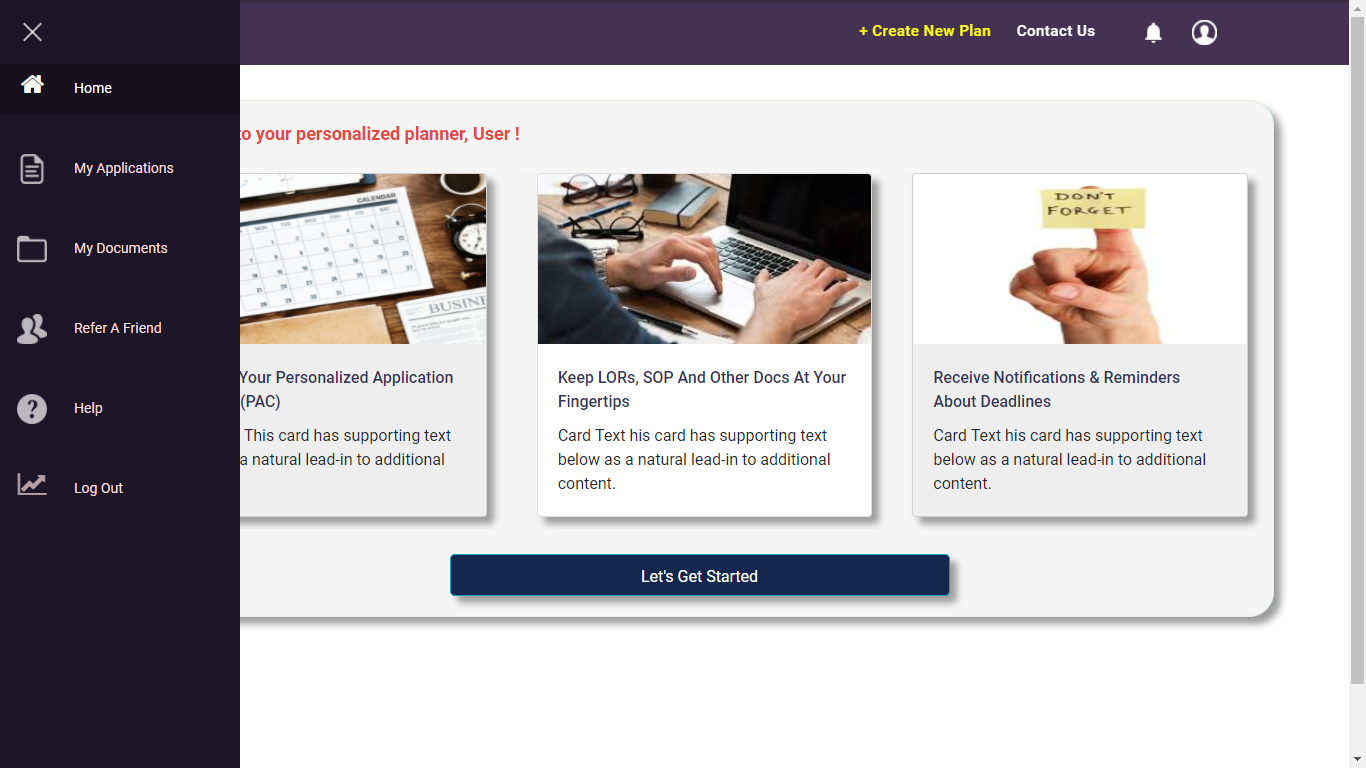 + Create New Plan
Contact Us
Home
My Applications
My Documents
Refer A Friend
Help
Log Out
to your personalized planner, User !
CALENDAR
BUSINE
DON'T
FORGET
Your Personalized Application
(PAC)
This card has supporting text
a natural lead-in to additional
Keep LORs, SOP And Other Docs At Your
Fingertips
Card Text his card has supporting text
below as a natural lead-in to additional
content.
Receive Notifications & Reminders
About Deadlines
Card Text his card has supporting text
below as a natural lead-in to additional
content.
Let's Get Started